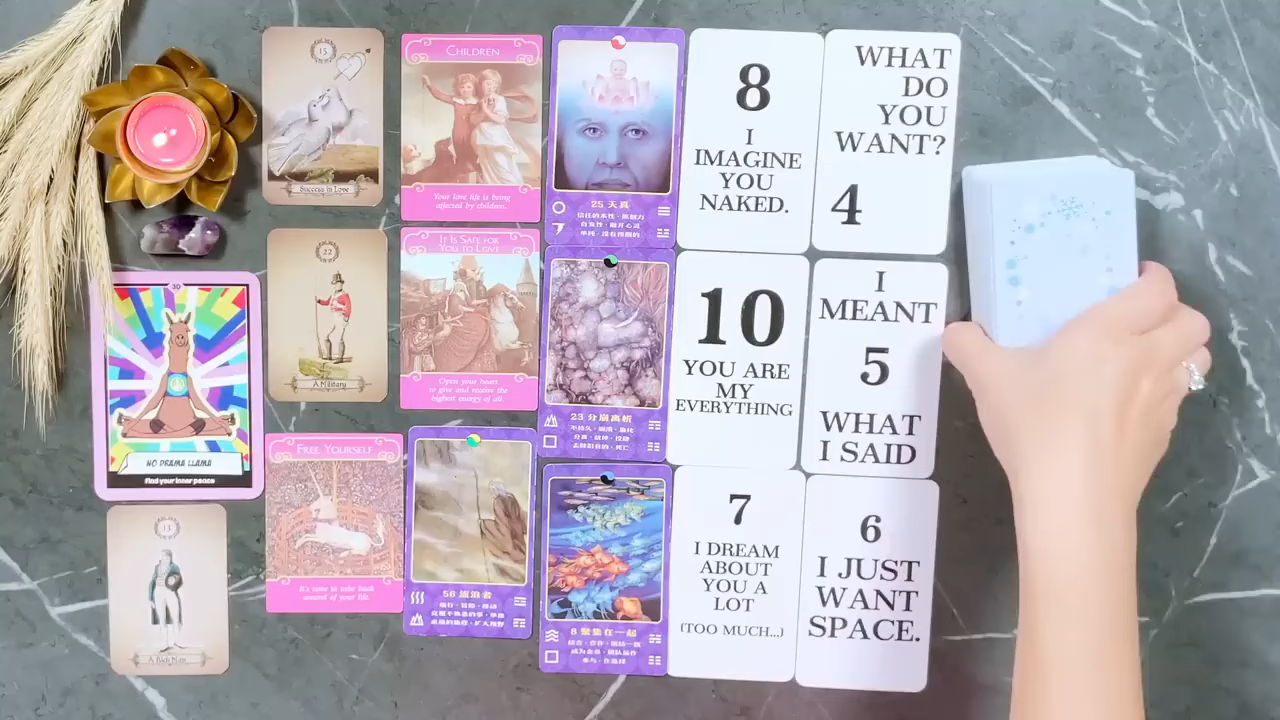 15
Success in Love
CHILDREN
Your love life is being
affected by children.
25 天真
8
I
IMAGINE
YOU
NAKED.
WHAT
DO
YOU
WANT?
4
22
A Military
IT IS SAFE FOR
YOU TO LOVE
Open your heart
to give and receive the
highest energy of all.
23 分崩离析
10
YOU ARE
MY
EVERYTHING
I
MEANT
5
WHAT
I SAID
30
NO DRAMA LLAMA
find your inner peace
FREE YOURSELF
It's time to take back
control of your life.
56 流浪者
8 聚集在一起
7
I DREAM
ABOUT
YOU A
LOT
(TOO MUCH...)
6
I JUST
WANT
SPACE.
13
A Rich Man